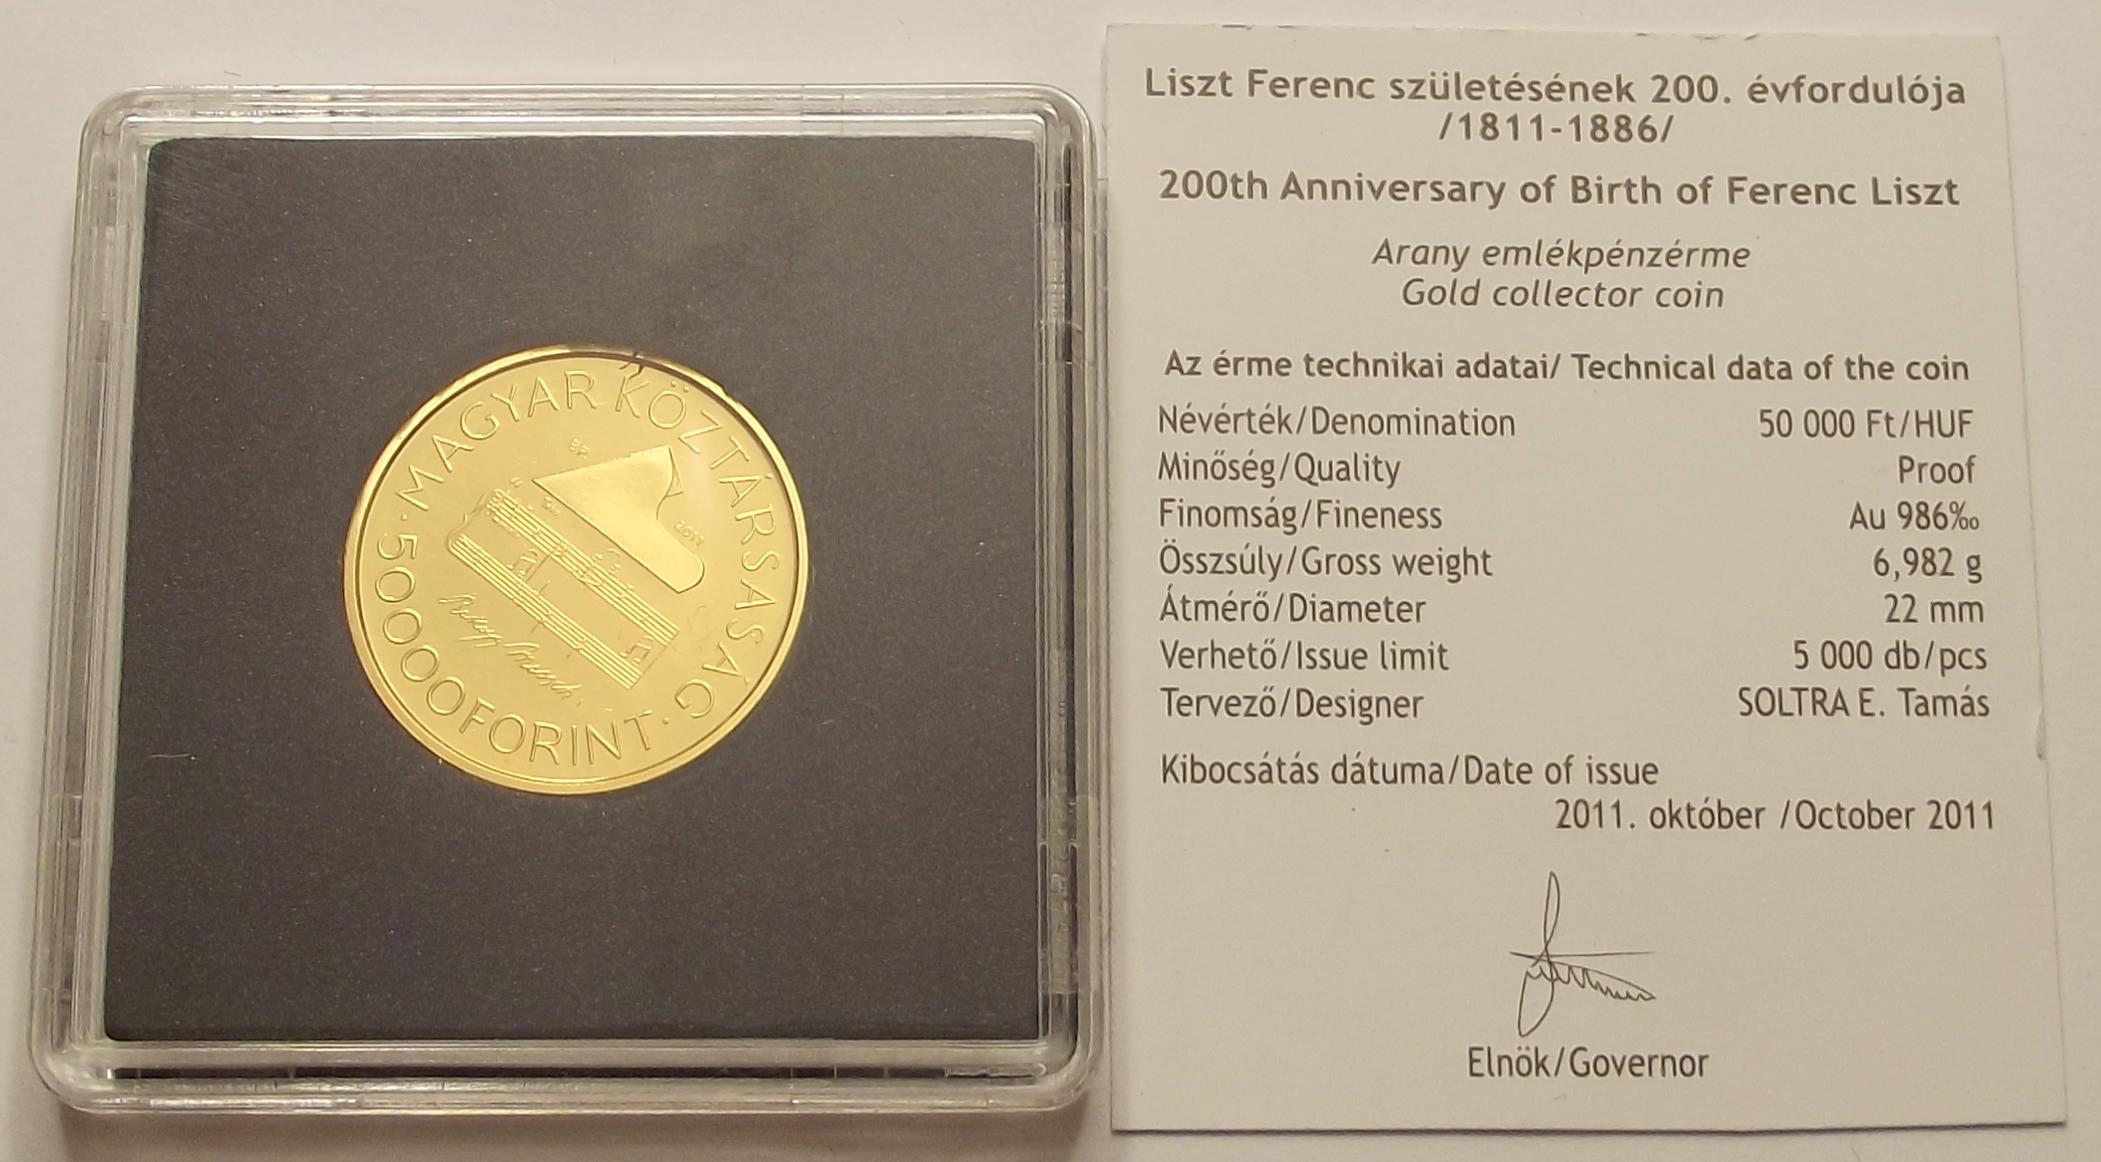 ·MAGYAR KÖZTÁRSASÁG·
50000FORINT
BP.
2011
Liszt Ferenc születésének 200. évfordulója
/1811-1886/
200th Anniversary of Birth of Ferenc Liszt
Arany emlékpénzérme
Gold collector coin
Az érme technikai adatai/ Technical data of the coin
Névérték/Denomination 50 000 Ft/HUF
Minőség/Quality Proof
Finomság/Fineness Au 986‰
Összsúly/Gross weight 6,982 g
Átmérő/Diameter 22 mm
Verhető/Issue limit 5 000 db/pcs
Tervező/Designer SOLTRA E. Tamás
Kibocsátás dátuma/Date of issue
2011. október /October 2011
Elnök/Governor